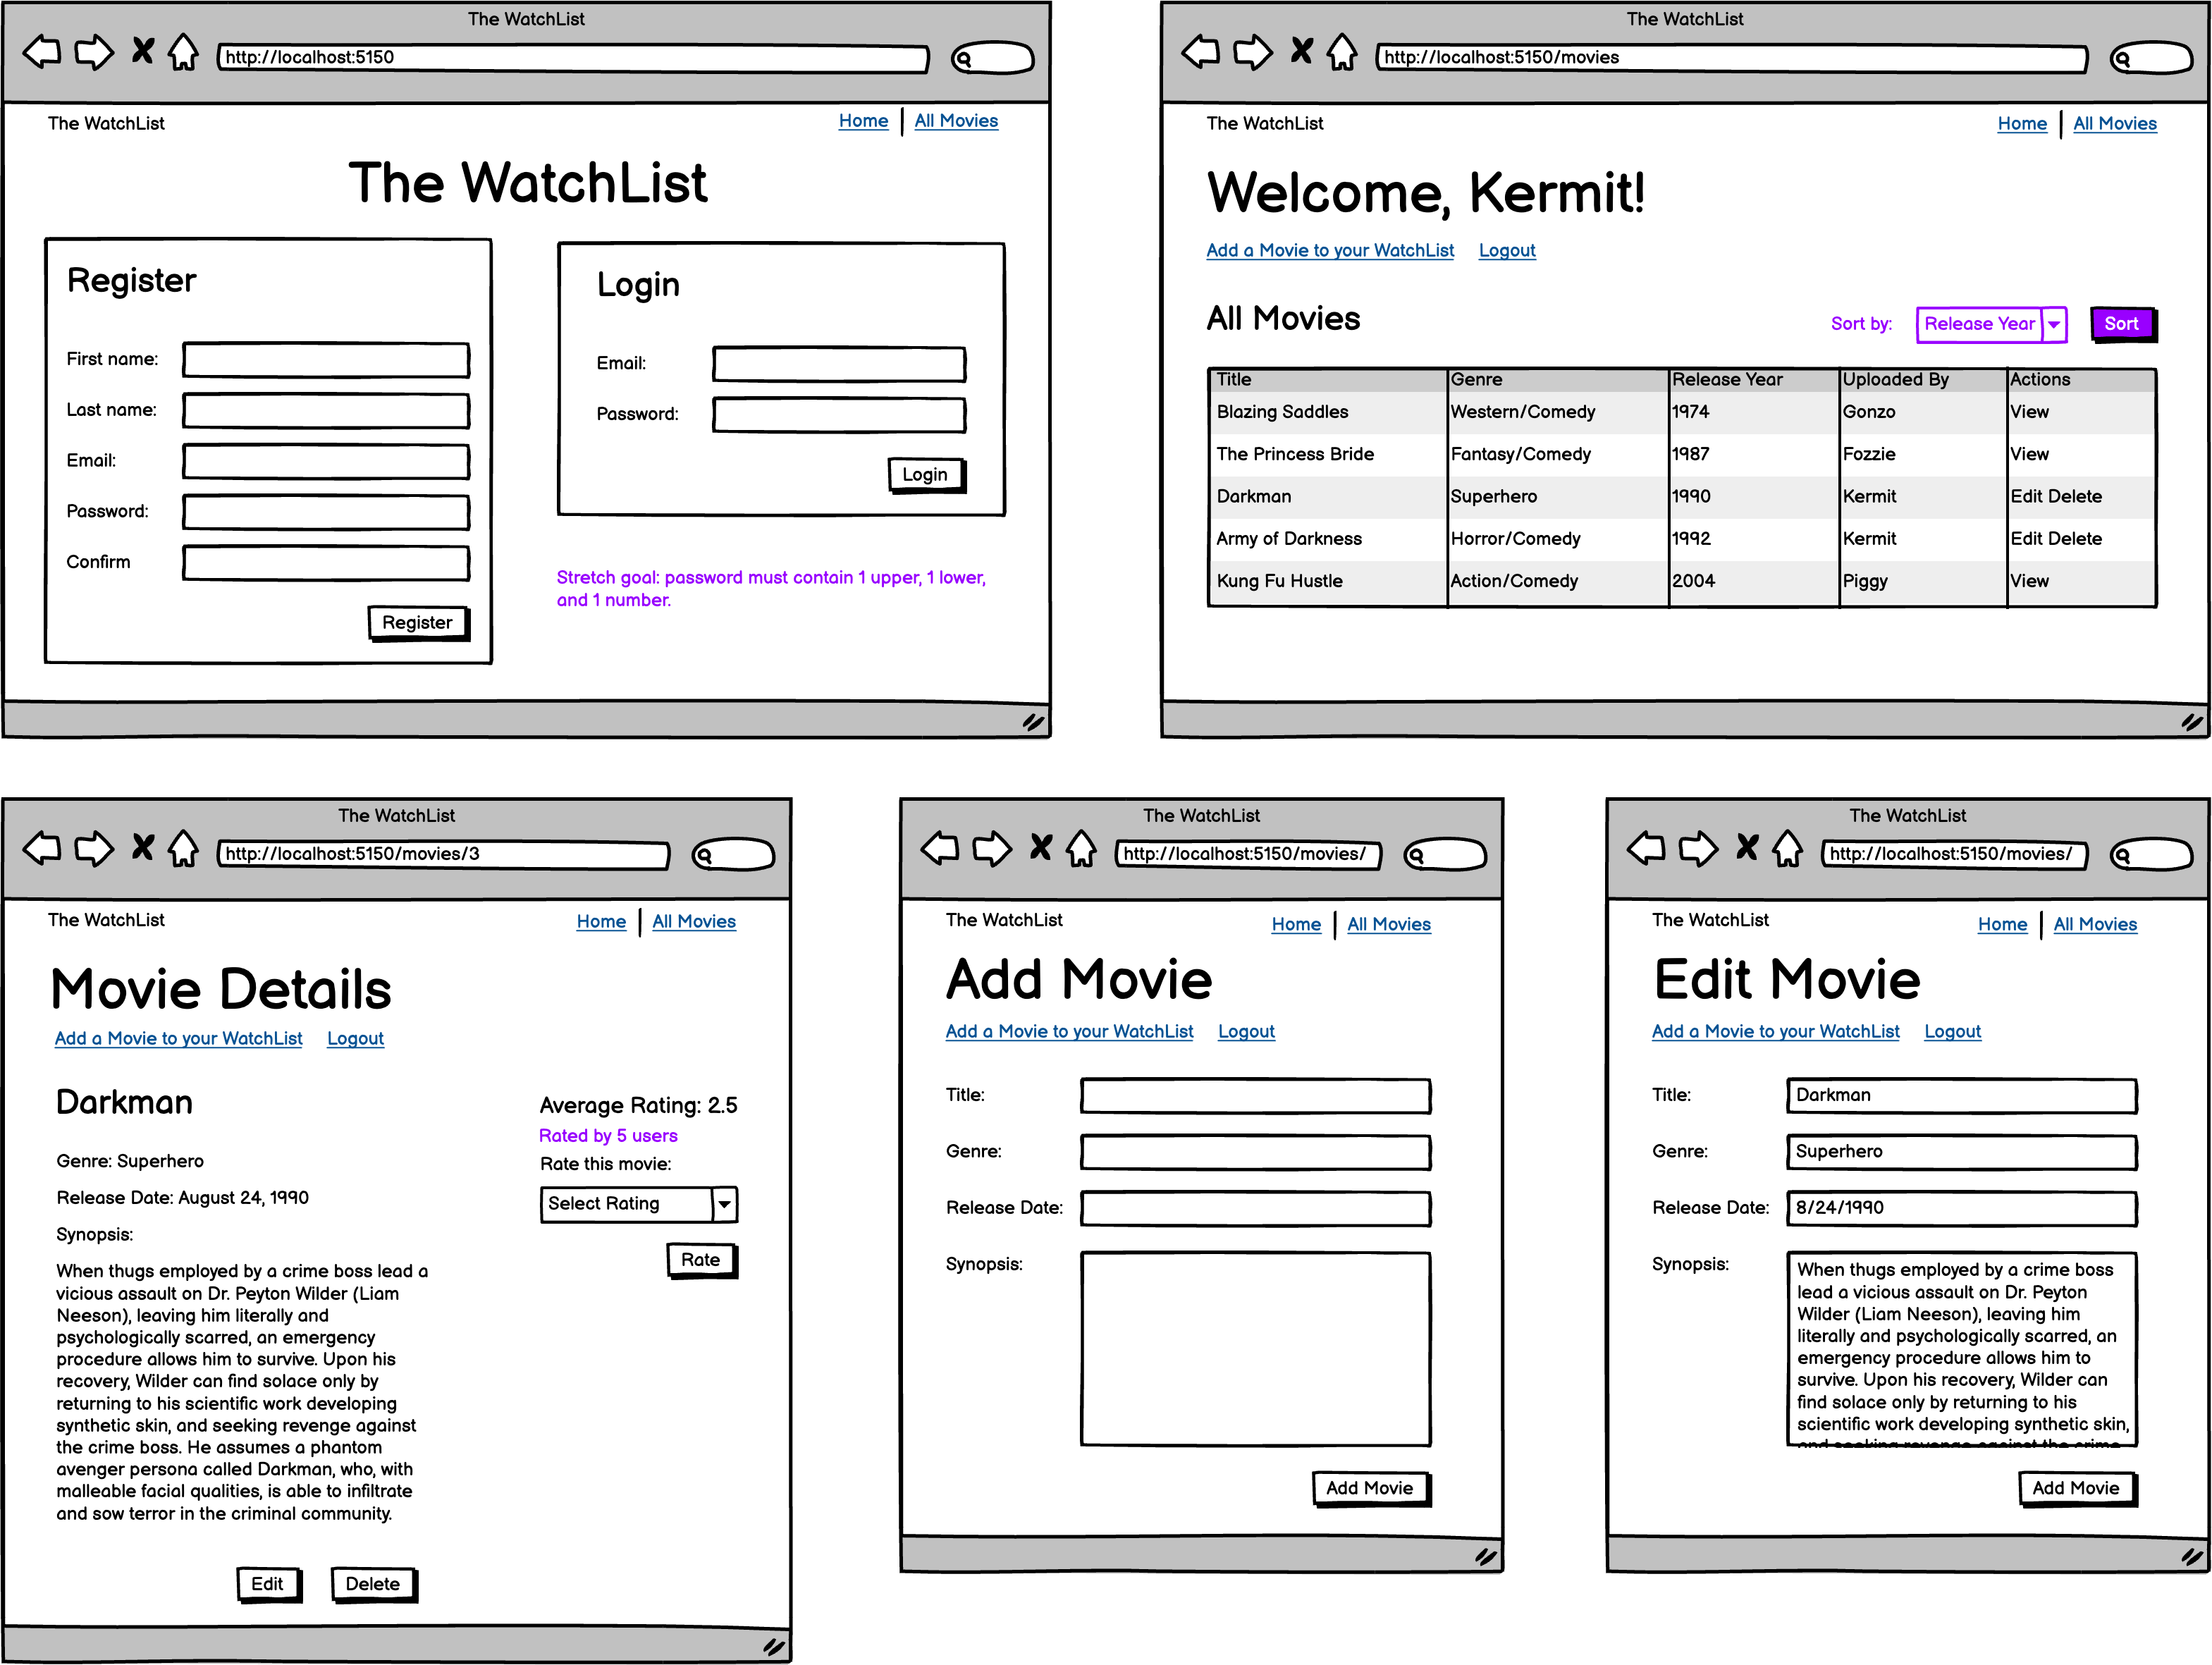 The WatchList
http://localhost:5150
The WatchList
Home | All Movies
The WatchList
Register
First name:
Last name:
Email:
Password:
Confirm
Register
Login
Email:
Password:
Login
Stretch goal: password must contain 1 upper, 1 lower,
and 1 number.
The WatchList
http://localhost:5150/movies
The WatchList
Home | All Movies
Welcome, Kermit!
Add a Movie to your WatchList Logout
All Movies
Sort by: Release Year Sort
Title Genre Release Year Uploaded By Actions
Blazing Saddles Western/Comedy 1974 Gonzo View
The Princess Bride Fantasy/Comedy 1987 Fozzie View
Darkman Superhero 1990 Kermit Edit Delete
Army of Darkness Horror/Comedy 1992 Kermit Edit Delete
Kung Fu Hustle Action/Comedy 2004 Piggy View
The WatchList
http://localhost:5150/movies/3
The WatchList
Home | All Movies
Movie Details
Add a Movie to your WatchList Logout
Darkman
Genre: Superhero
Release Date: August 24, 1990
Synopsis:
When thugs employed by a crime boss lead a
vicious assault on Dr. Peyton Wilder (Liam
Neeson), leaving him literally and
psychologically scarred, an emergency
procedure allows him to survive. Upon his
recovery, Wilder can find solace only by
returning to his scientific work developing
synthetic skin, and seeking revenge against
the crime boss. He assumes a phantom
avenger persona called Darkman, who, with
malleable facial qualities, is able to infiltrate
and sow terror in the criminal community.
Edit Delete
Average Rating: 2.5
Rated by 5 users
Rate this movie:
Select Rating
Rate
The WatchList
http://localhost:5150/movies/
The WatchList
Home | All Movies
Add Movie
Add a Movie to your WatchList Logout
Title:
Genre:
Release Date:
Synopsis:
Add Movie
The WatchList
http://localhost:5150/movies/
The WatchList
Home | All Movies
Edit Movie
Add a Movie to your WatchList Logout
Title: Darkman
Genre: Superhero
Release Date: 8/24/1990
Synopsis:
When thugs employed by a crime boss
lead a vicious assault on Dr. Peyton
Wilder (Liam Neeson), leaving him
literally and psychologically scarred, an
emergency procedure allows him to
survive. Upon his recovery, Wilder can
find solace only by returning to his
scientific work developing synthetic skin,
and seeking revenge against the crime
Add Movie